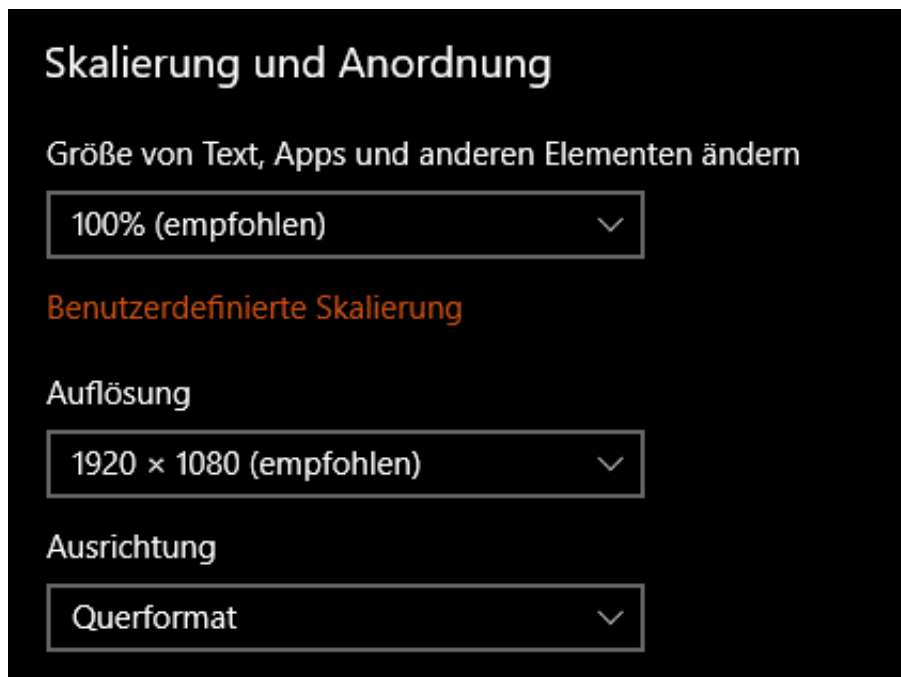 Skalierung und Anordnung
Größe von Text, Apps und anderen Elementen ändern
100% (empfohlen)
Benutzerdefinierte Skalierung
Auflösung
1920 × 1080 (empfohlen)
Ausrichtung
Querformat